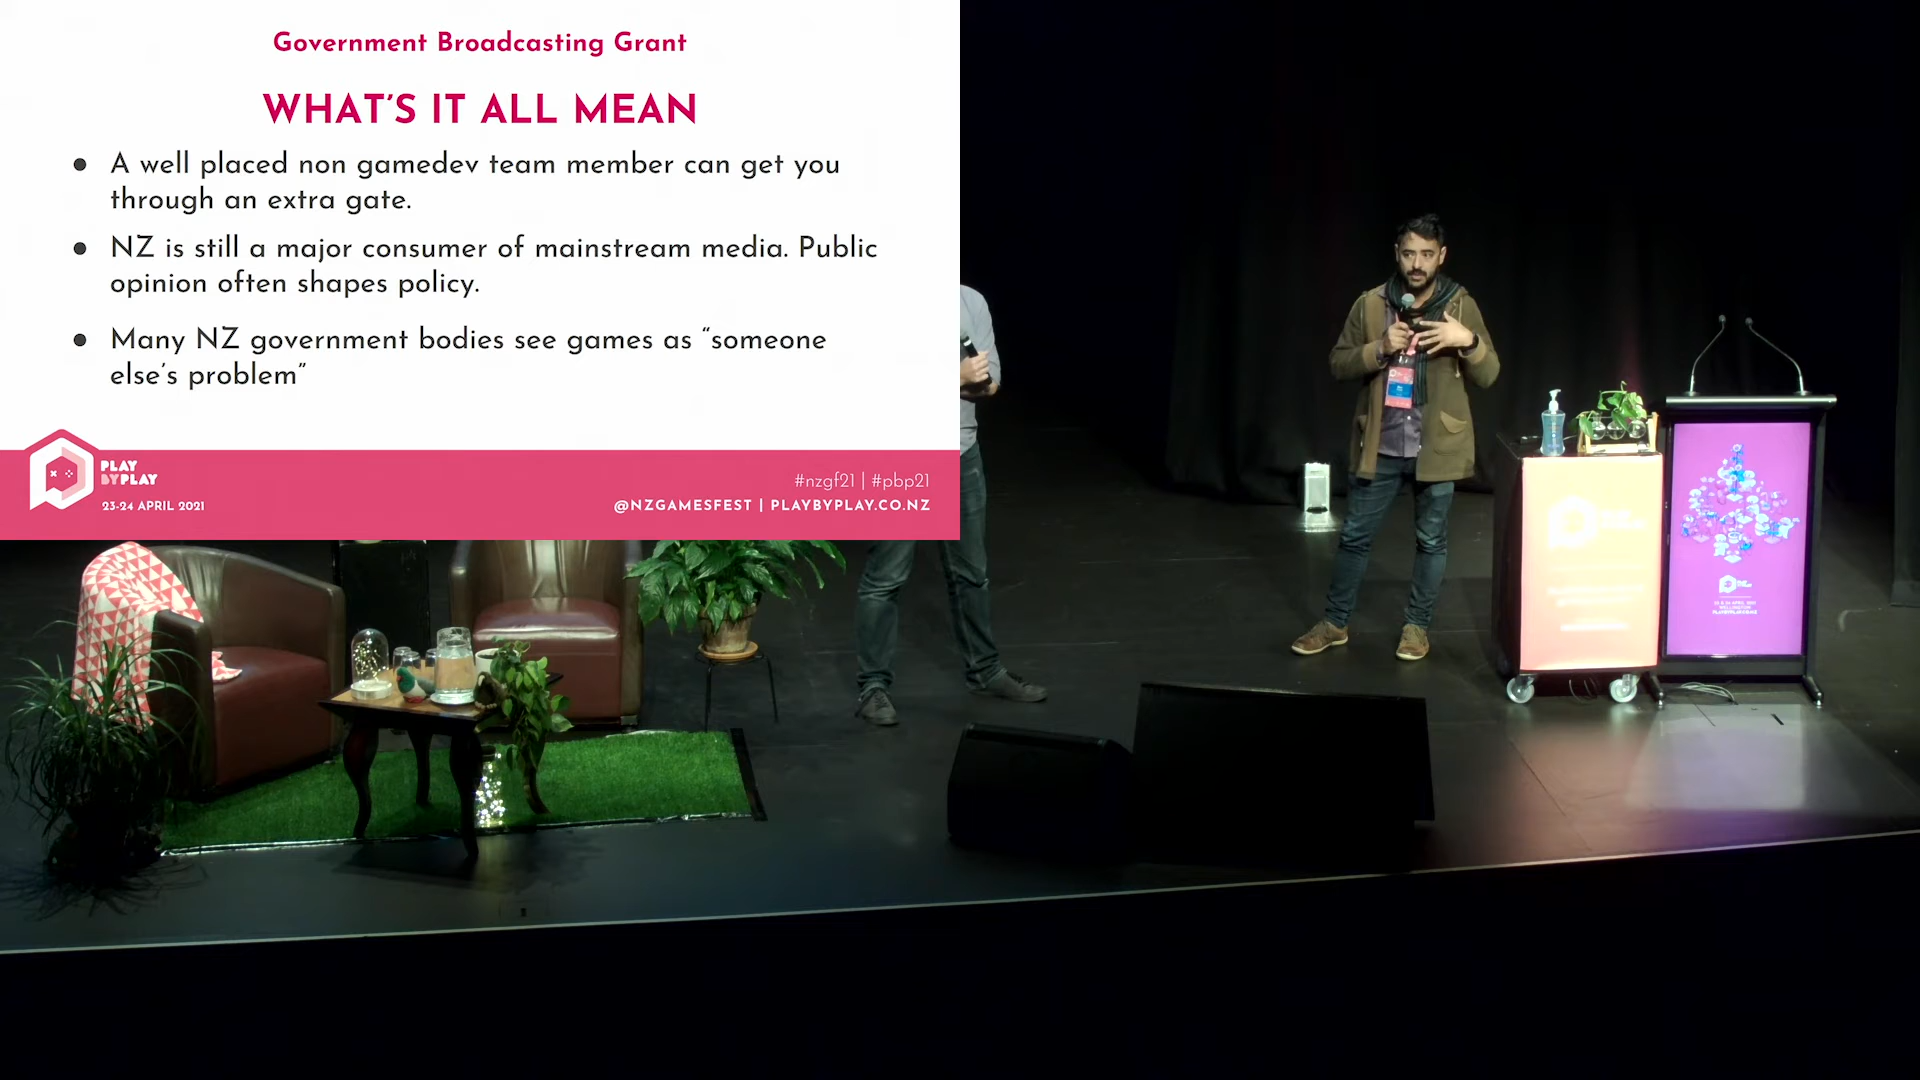 Government Broadcasting Grant
WHAT'S IT ALL MEAN
● A well placed non gamedev team member can get you
through an extra gate.
● NZ is still a major consumer of mainstream media. Public
opinion often shapes policy.
● Many NZ government bodies see games as “someone
else's problem”
PLAY
BYPLAY
23-24 APRIL 2021
#nzgf21 | #pbp21
@NZGAMESFEST | PLAYBYPLAY.CO.NZ